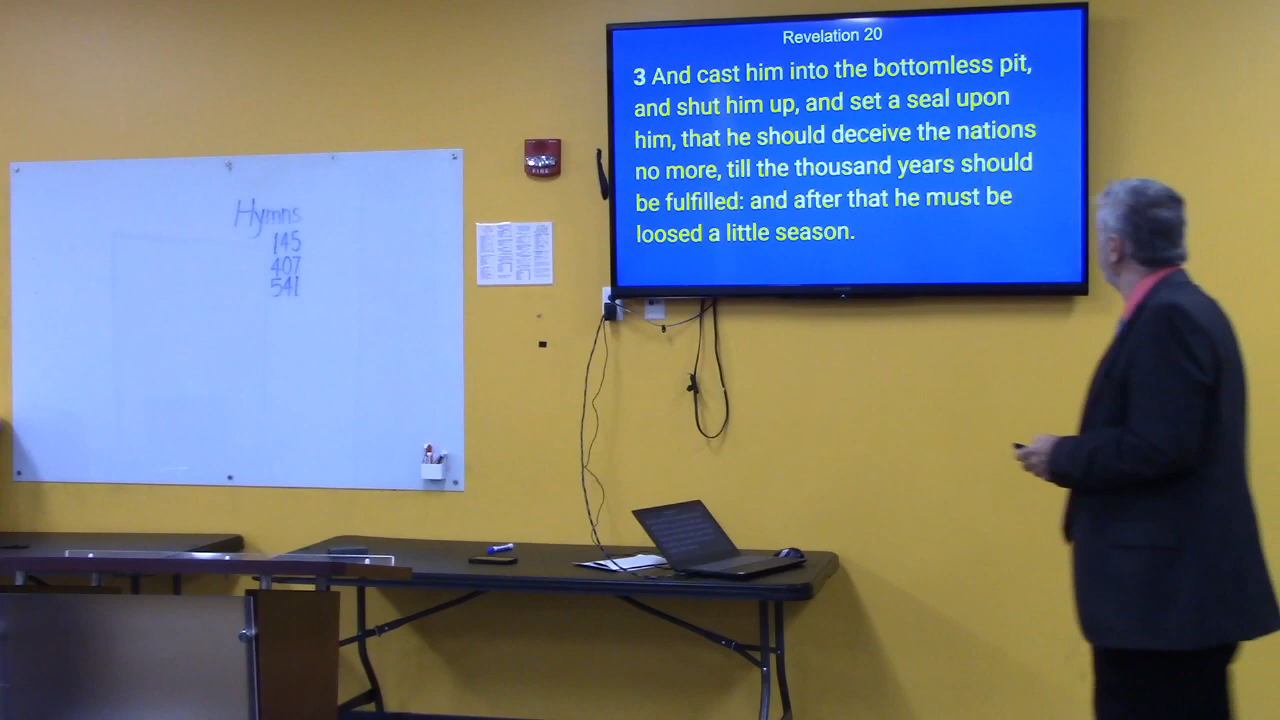 Hymns
145
407
541
FIRE
Revelation 20
3 And cast him into the bottomless pit,
and shut him up, and set a seal upon
him, that he should deceive the nations
no more, till the thousand years should
be fulfilled: and after that he must be
loosed a little season.